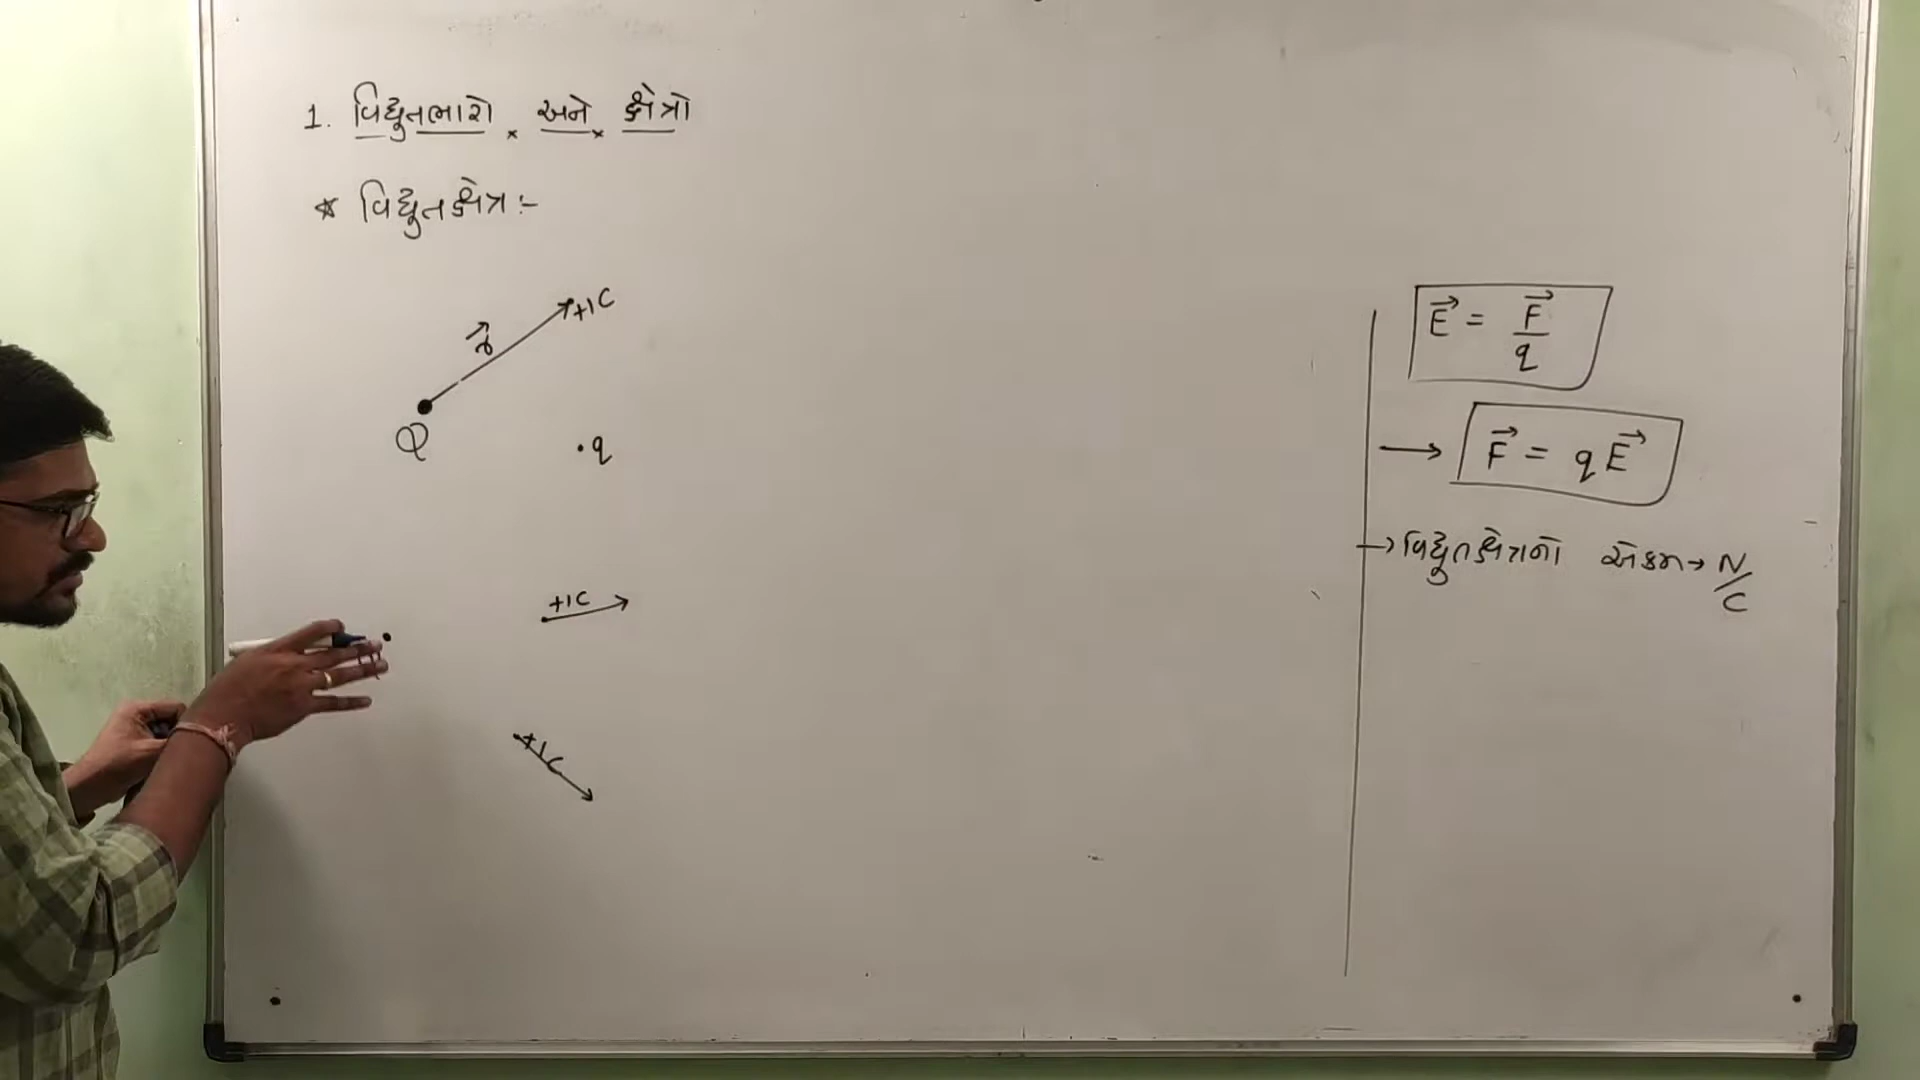 1. વિદ્યુતભારો અને ક્ષેત્રો
* વિદ્યુતક્ષેત્ર :-
+1C
r
Q
• q
+1C
+1C
E = F/q
→ F = qE
→ વિદ્યુતક્ષેત્રનો એકમ → N/C